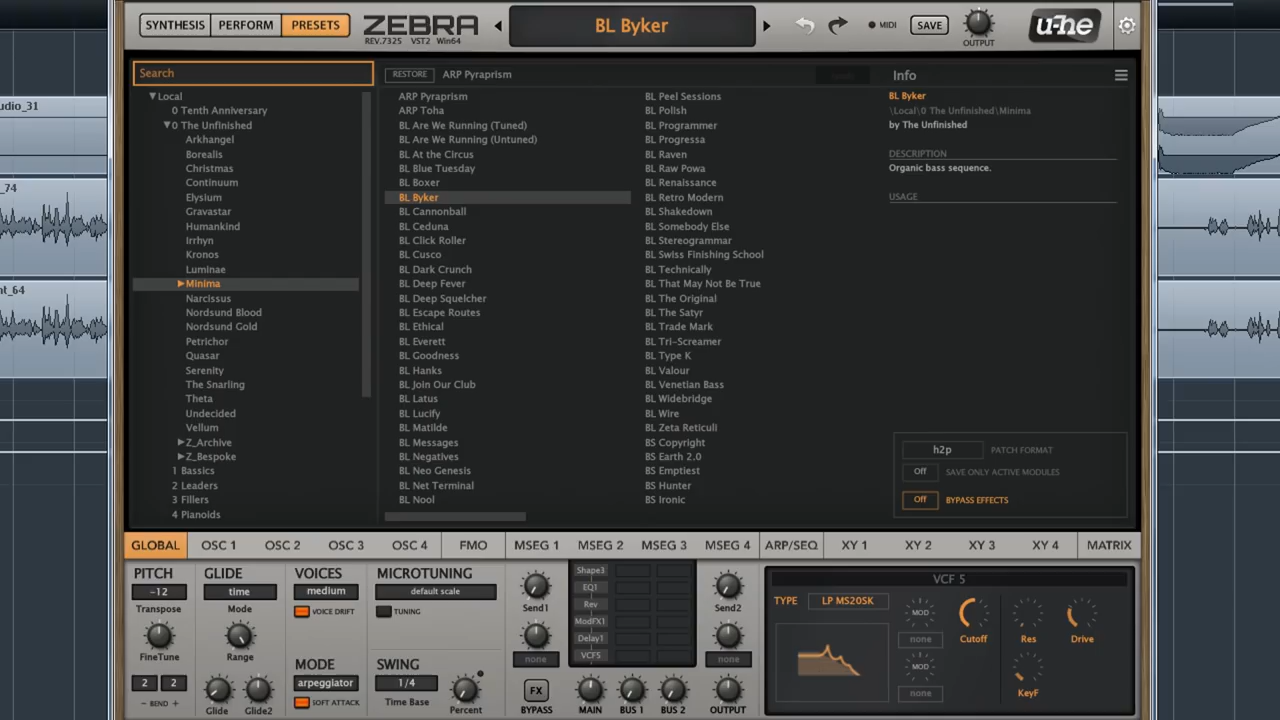 SYNTHESIS PERFORM PRESETS
ZEBRA
REV.7325 VST2 Win64
BL Byker
MIDI
SAVE
OUTPUT
u-he
udio_31
_74
nt_64
Search
Local
0 Tenth Anniversary
0 The Unfinished
Arkhangel
Borealis
Christmas
Continuum
Elysium
Gravastar
Humankind
Irrhyn
Kronos
Luminae
Minima
Narcissus
Nordsund Blood
Nordsund Gold
Petrichor
Quasar
Serenity
The Snarling
Theta
Undecided
Vellum
Z_Archive
Z_Bespoke
1 Bassics
2 Leaders
3 Fillers
4 Pianoids
RESTORE ARP Pyraprism
ARP Pyraprism
ARP Toha
BL Are We Running (Tuned)
BL Are We Running (Untuned)
BL At the Circus
BL Blue Tuesday
BL Boxer
BL Byker
BL Cannonball
BL Ceduna
BL Click Roller
BL Cusco
BL Dark Crunch
BL Deep Fever
BL Deep Squelcher
BL Escape Routes
BL Ethical
BL Everett
BL Goodness
BL Hanks
BL Join Our Club
BL Latus
BL Lucify
BL Matilde
BL Messages
BL Negatives
BL Neo Genesis
BL Net Terminal
BL Nool
BL Peel Sessions
BL Polish
BL Programmer
BL Progressa
BL Raven
BL Raw Powa
BL Renaissance
BL Retro Modern
BL Shakedown
BL Somebody Else
BL Stereogrammar
BL Swiss Finishing School
BL Technically
BL That May Not Be True
BL The Original
BL The Satyr
BL Trade Mark
BL Tri-Screamer
BL Type K
BL Valour
BL Venetian Bass
BL Widebridge
BL Wire
BL Zeta Reticuli
BS Copyright
BS Earth 2.0
BS Emptiest
BS Hunter
BS Ironic
Info
BL Byker
\Local\0 The Unfinished\Minima
by The Unfinished
DESCRIPTION
Organic bass sequence.
USAGE
h2p PATCH FORMAT
Off SAVE ONLY ACTIVE MODULES
Off BYPASS EFFECTS
GLOBAL OSC 1 OSC 2 OSC 3 OSC 4 FMO MSEG 1 MSEG 2 MSEG 3 MSEG 4 ARP/SEQ XY 1 XY 2 XY 3 XY 4 MATRIX
PITCH
-12
Transpose
FineTune
2 2
- BEND +
GLIDE
time
Mode
Range
Glide Glide2
VOICES
medium
VOICE DRIFT
MODE
arpeggiator
SOFT ATTACK
MICROTUNING
default scale
TUNING
SWING
1/4
Time Base
Percent
Send1
none
FX
BYPASS
Shape3
EQ1
Rev
ModFX1
Delay1
VCF5
MAIN BUS 1 BUS 2
Send2
none
OUTPUT
VCF 5
TYPE LP MS20SK
MOD
none
MOD
none
Cutoff
Res
Drive
KeyF